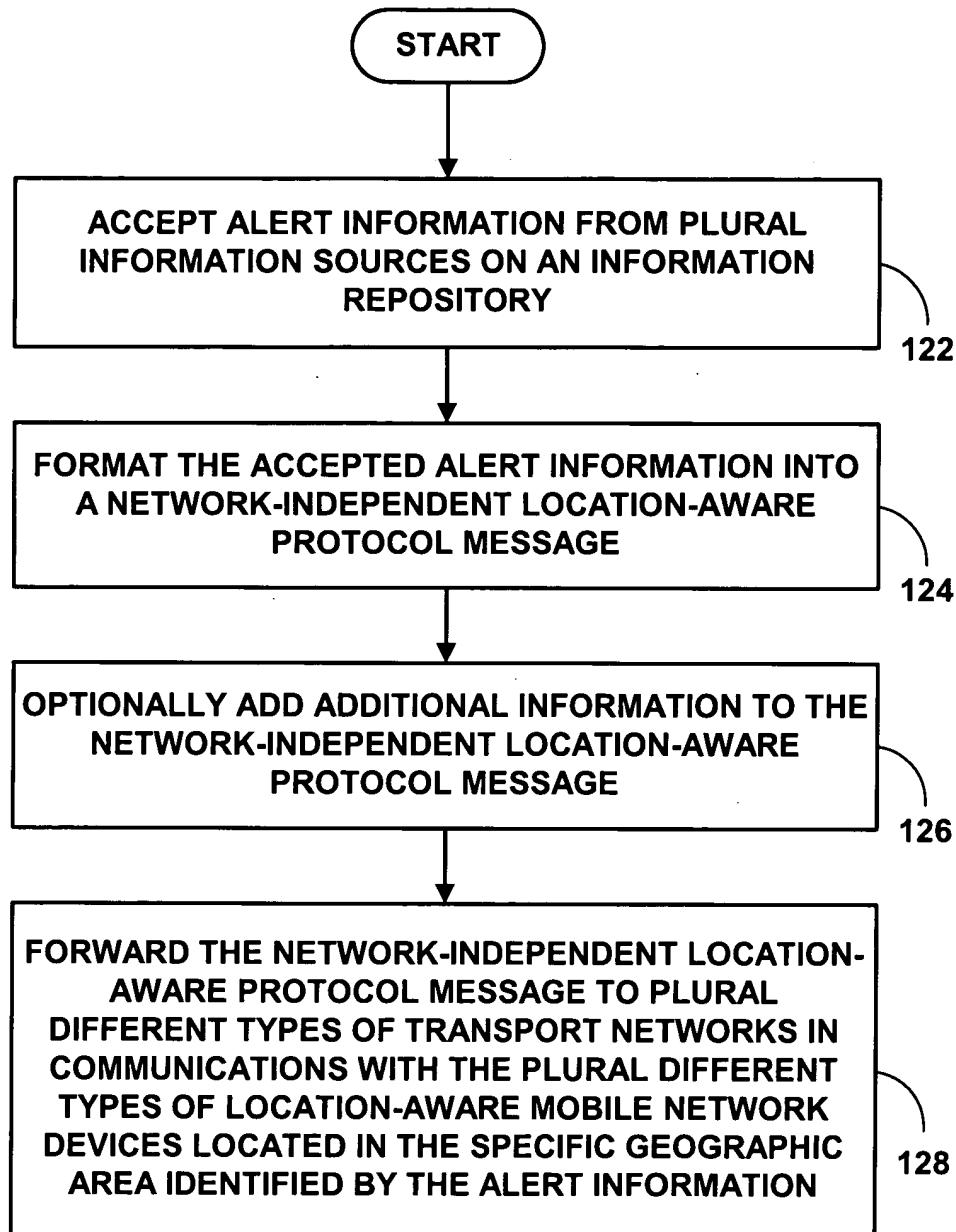 START
ACCEPT ALERT INFORMATION FROM PLURAL
INFORMATION SOURCES ON AN INFORMATION
REPOSITORY
122
FORMAT THE ACCEPTED ALERT INFORMATION INTO
A NETWORK-INDEPENDENT LOCATION-AWARE
PROTOCOL MESSAGE
124
OPTIONALLY ADD ADDITIONAL INFORMATION TO THE
NETWORK-INDEPENDENT LOCATION-AWARE
PROTOCOL MESSAGE
126
FORWARD THE NETWORK-INDEPENDENT LOCATION-
AWARE PROTOCOL MESSAGE TO PLURAL
DIFFERENT TYPES OF TRANSPORT NETWORKS IN
COMMUNICATIONS WITH THE PLURAL DIFFERENT
TYPES OF LOCATION-AWARE MOBILE NETWORK
DEVICES LOCATED IN THE SPECIFIC GEOGRAPHIC
AREA IDENTIFIED BY THE ALERT INFORMATION
128